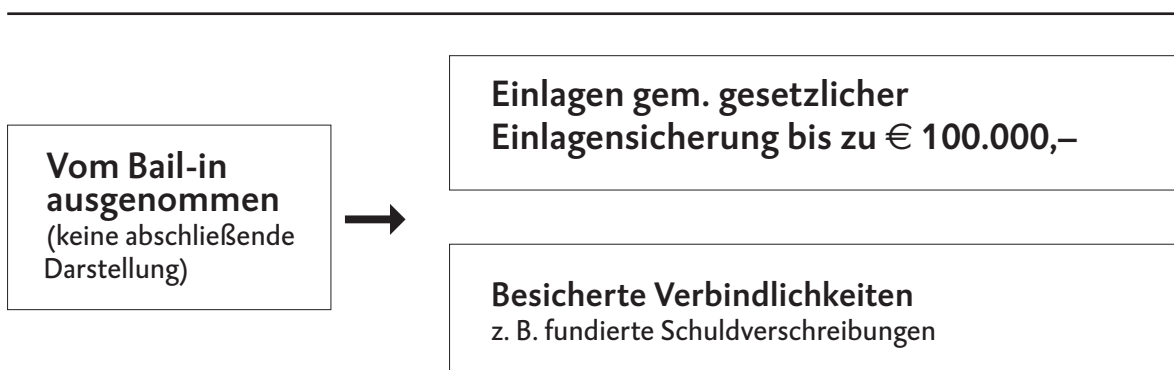 Vom Bail-in
ausgenommen
(keine abschließende
Darstellung)
Einlagen gem. gesetzlicher
Einlagensicherung bis zu € 100.000,–
Besicherte Verbindlichkeiten
z. B. fundierte Schuldverschreibungen